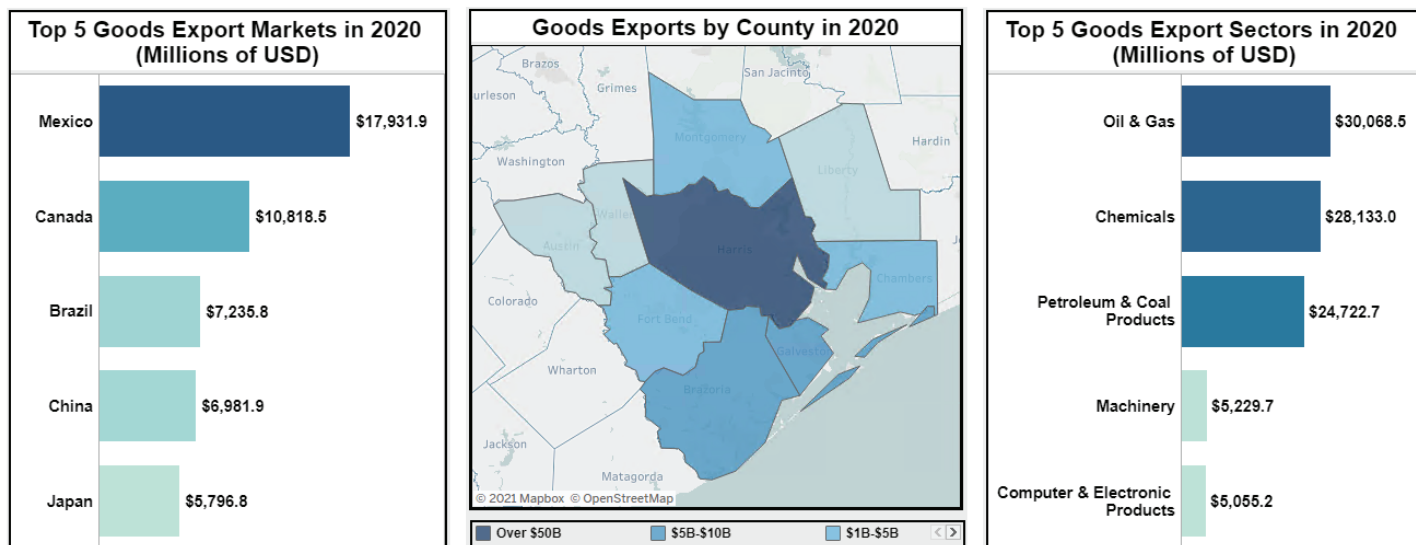 Top 5 Goods Export Markets in 2020
(Millions of USD)
Mexico
$17,931.9
Canada
$10,818.5
Brazil
$7,235.8
China
$6,981.9
Japan
$5,796.8
Goods Exports by County in 2020
Brazos
San Jacinto
urleson
Grimes
Montgomery
Hardin
Washington
Liberty
Waller
Austin
Harris
Chambers
Colorado
Fort Bend
Galveston
Wharton
Brazoria
Jackson
Matagorda
© 2021 Mapbox © OpenStreetMap
Over $50B
$5B-$10B
$1B-$5B
Top 5 Goods Export Sectors in 2020
(Millions of USD)
Oil & Gas
$30,068.5
Chemicals
$28,133.0
Petroleum & Coal
Products
$24,722.7
Machinery
$5,229.7
Computer & Electronic
Products
$5,055.2